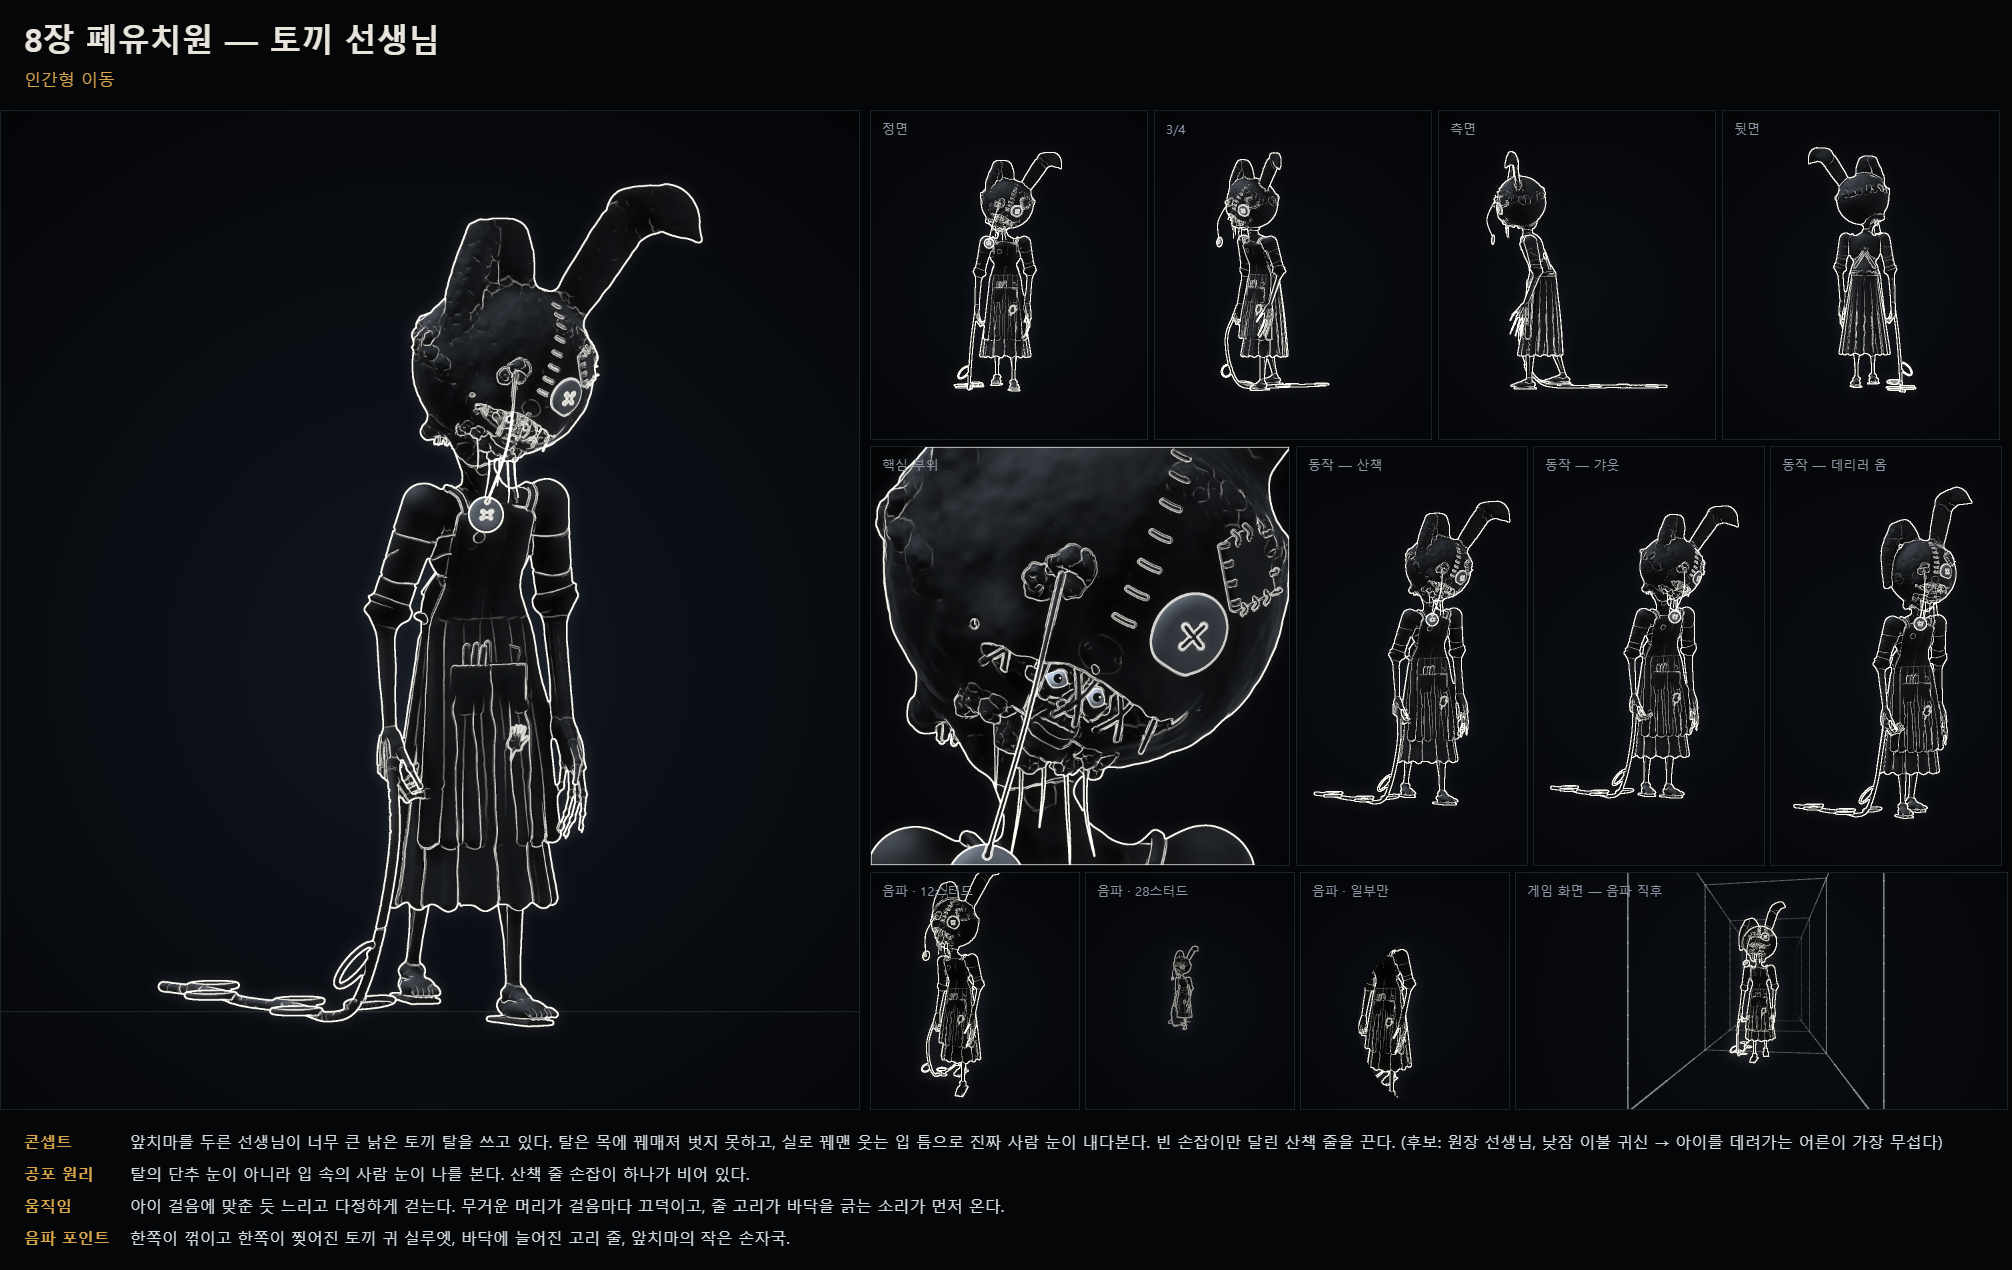 8장 폐유치원 — 토끼 선생님
인간형 이동
정면
3/4
측면
뒷면
핵심 부위
동작 — 산책
동작 — 갸웃
동작 — 데리러 옴
음파 · 12스터드
음파 · 28스터드
음파 · 일부만
게임 화면 — 음파 직후
콘셉트 앞치마를 두른 선생님이 너무 큰 낡은 토끼 탈을 쓰고 있다. 탈은 목에 꿰매져 벗지 못하고, 실로 꿰맨 웃는 입 틈으로 진짜 사람 눈이 내다본다. 빈 손잡이만 달린 산책 줄을 끈다. (후보: 원장 선생님, 낮잠 이불 귀신 → 아이를 데려가는 어른이 가장 무섭다)
공포 원리 탈의 단추 눈이 아니라 입 속의 사람 눈이 나를 본다. 산책 줄 손잡이 하나가 비어 있다.
움직임 아이 걸음에 맞춘 듯 느리고 다정하게 걷는다. 무거운 머리가 걸음마다 끄덕이고, 줄 고리가 바닥을 긁는 소리가 먼저 온다.
음파 포인트 한쪽이 꺾이고 한쪽이 찢어진 토끼 귀 실루엣, 바닥에 늘어진 고리 줄, 앞치마의 작은 손자국.